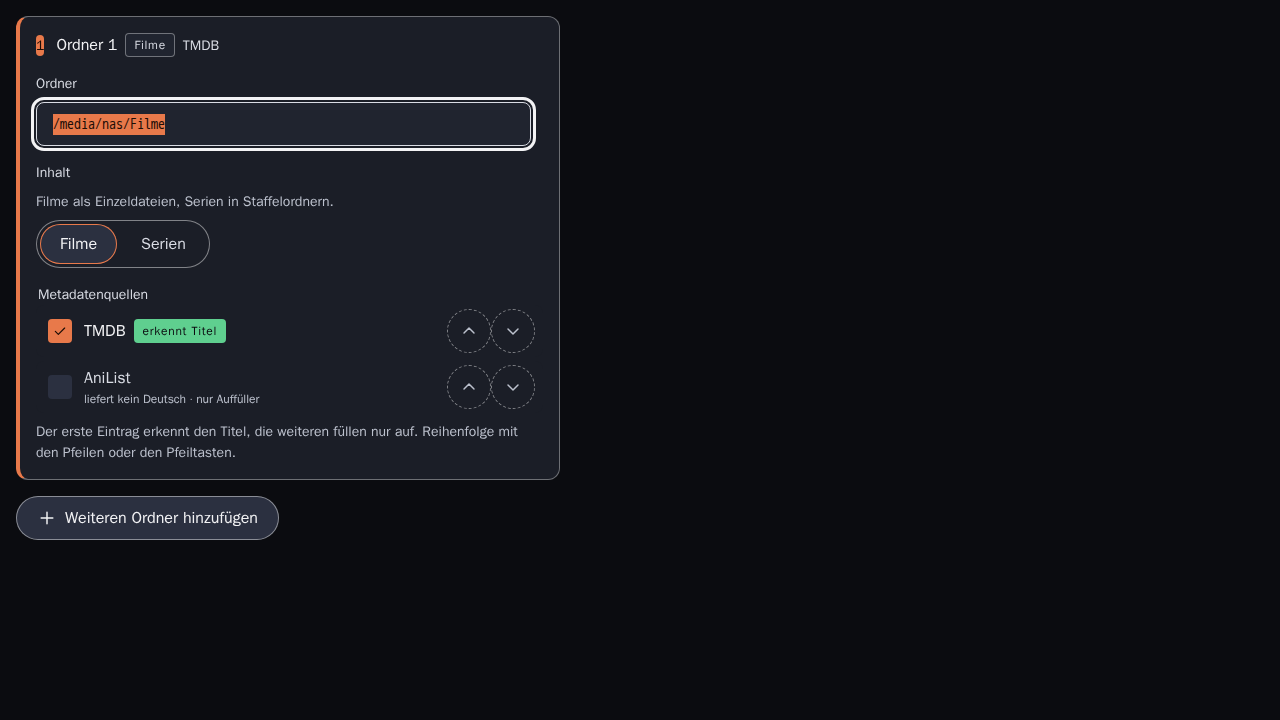 1 Ordner 1 Filme TMDB
Ordner
/media/nas/Filme
Inhalt
Filme als Einzeldateien, Serien in Staffelordnern.
Filme Serien
Metadatenquellen
TMDB erkennt Titel
AniList
liefert kein Deutsch · nur Auffüller
Der erste Eintrag erkennt den Titel, die weiteren füllen nur auf. Reihenfolge mit
den Pfeilen oder den Pfeiltasten.
Weiteren Ordner hinzufügen